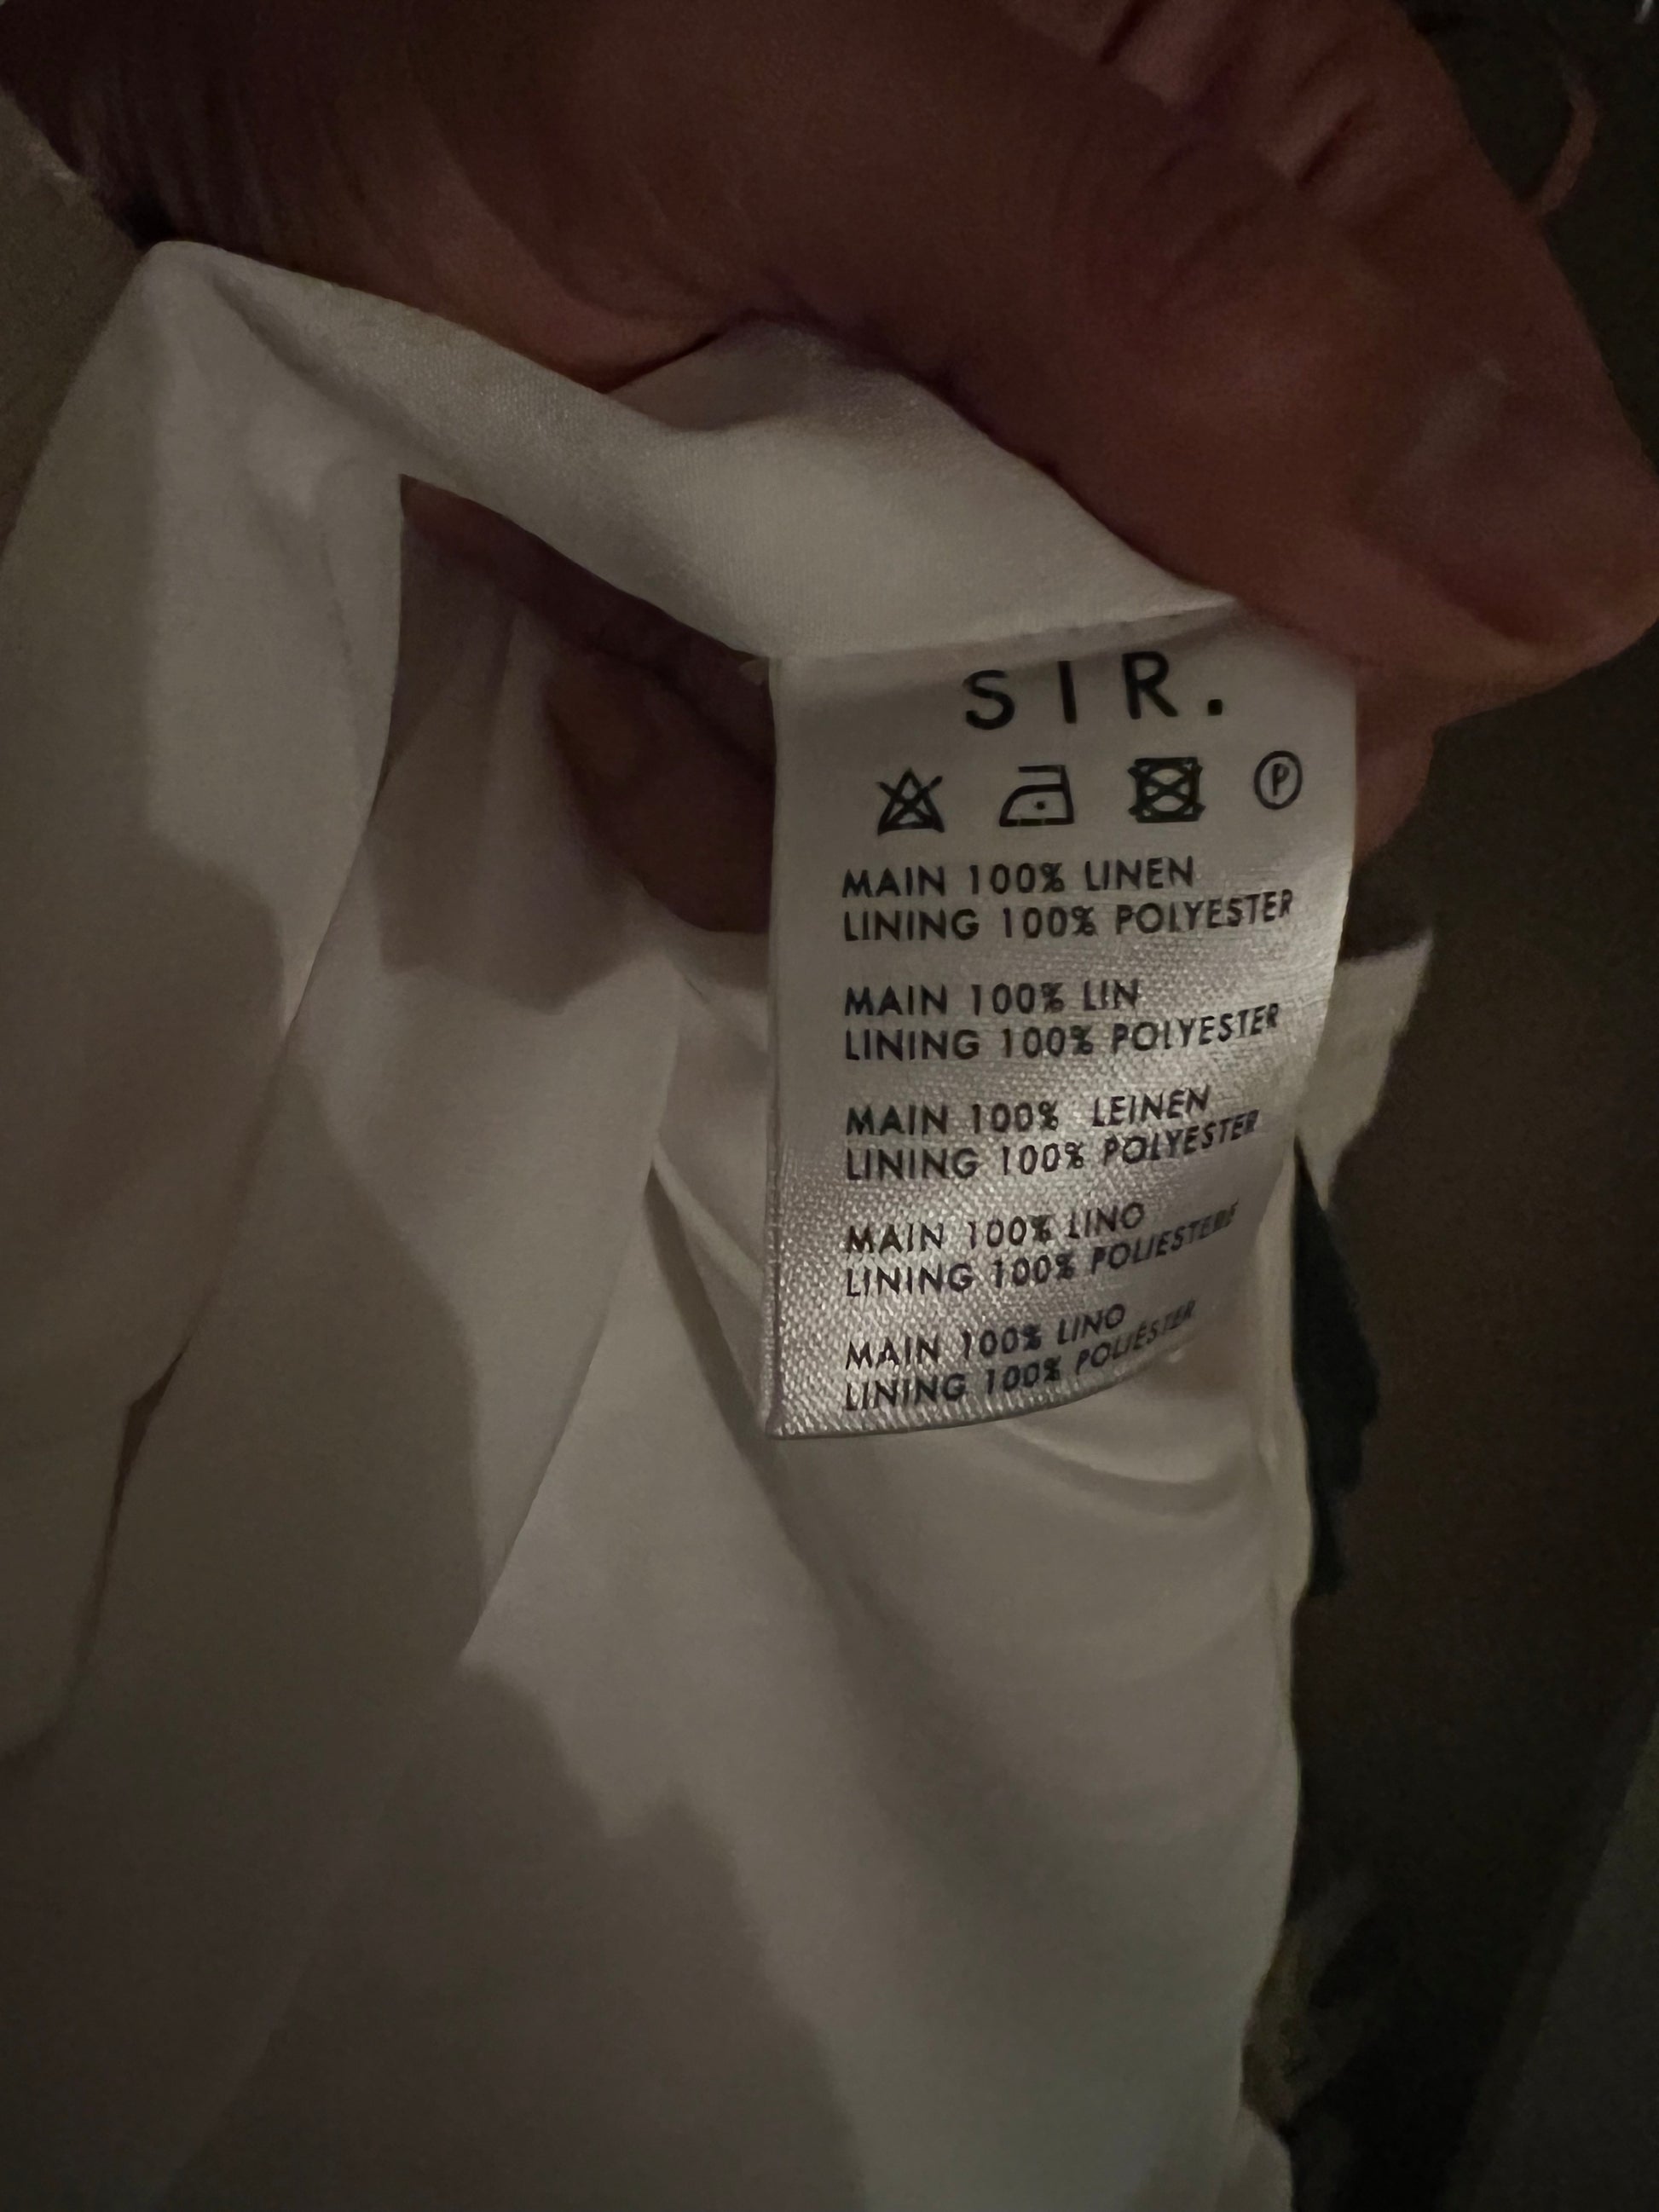 SIR.
P
MAIN 100% LINEN
LINING 100% POLYESTER
MAIN 100% LIN
LINING 100% POLYESTER
MAIN 100% LEINEN
LINING 100% POLYESTER
MAIN 100% LINO
LINING 100% POLIESTERE
MAIN 100% LINO
LINING 100% POLIÉSTER